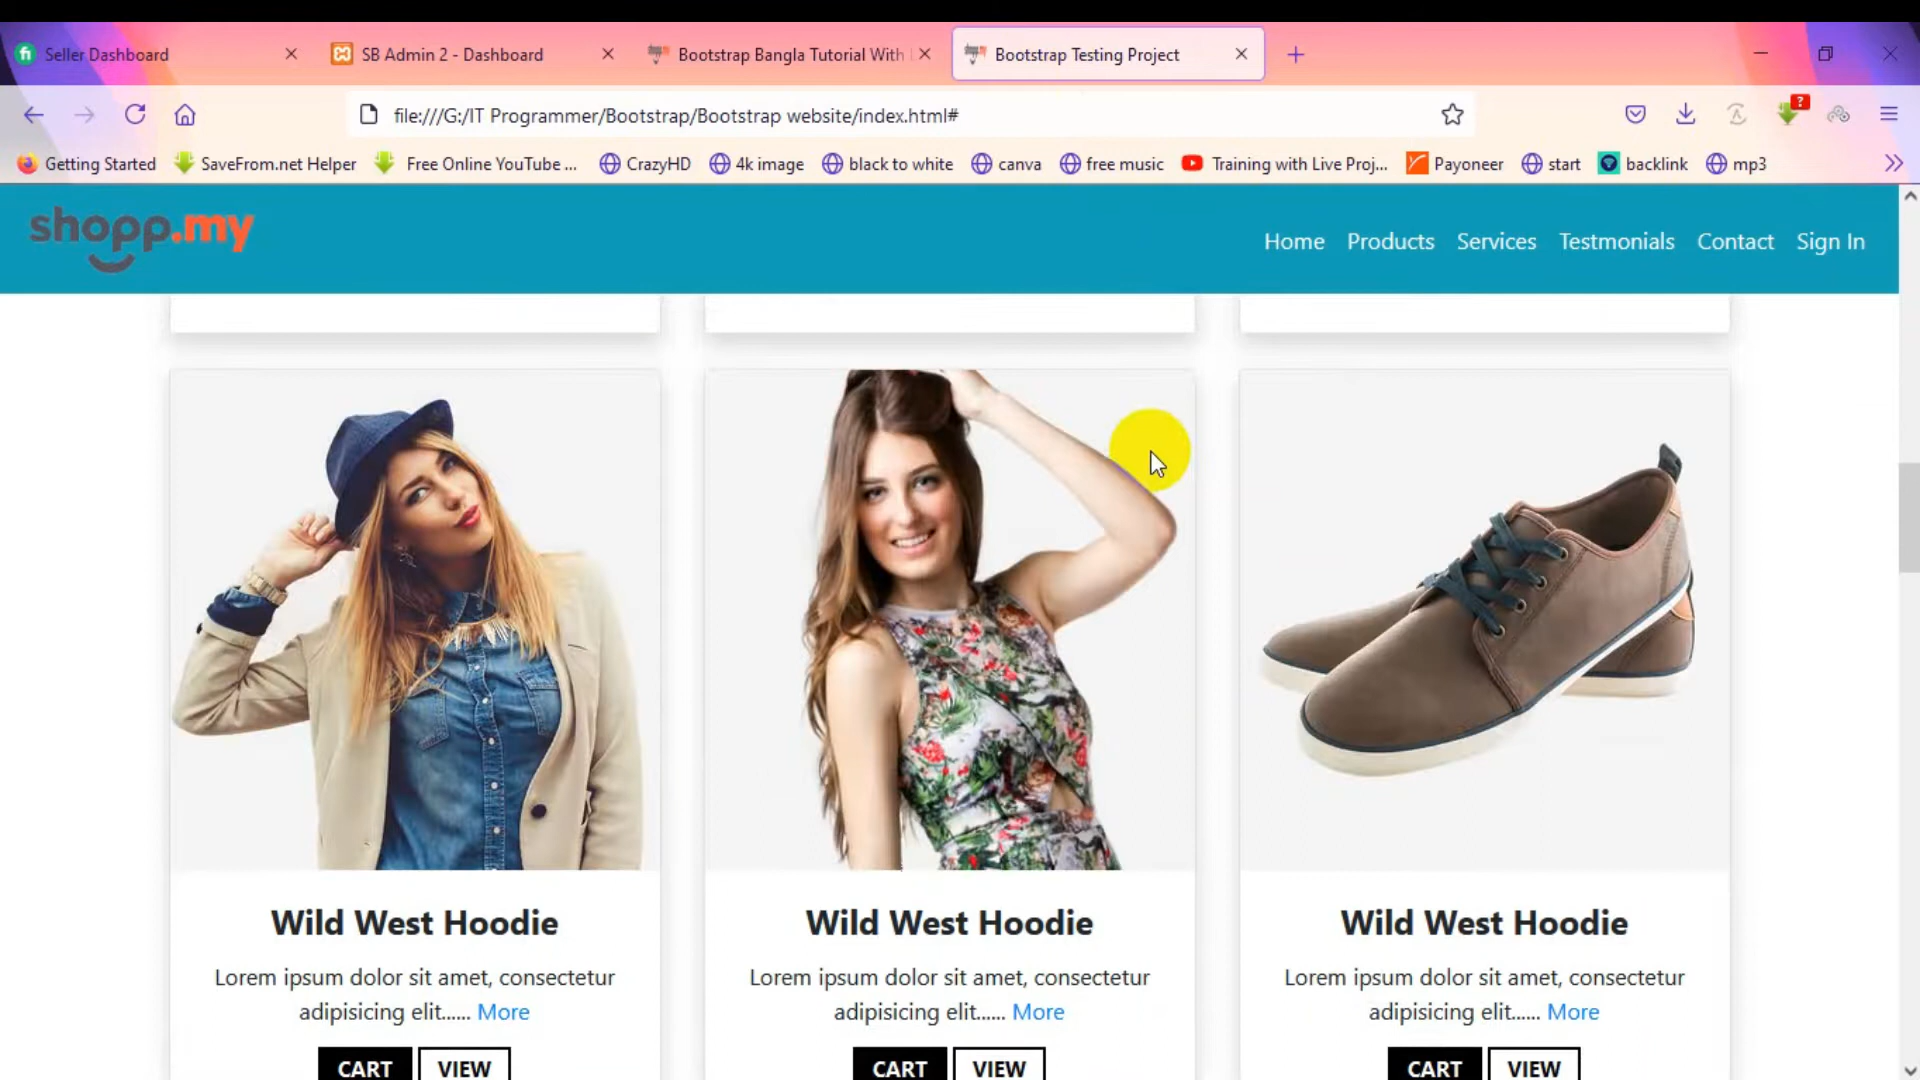 Seller Dashboard
SB Admin 2 - Dashboard
Bootstrap Bangla Tutorial With
Bootstrap Testing Project
file:///G:/IT Programmer/Bootstrap/Bootstrap website/index.html#
?
Getting Started
SaveFrom.net Helper
Free Online YouTube ...
CrazyHD
4k image
black to white
canva
free music
Training with Live Proj...
Payoneer
start
backlink
mp3
shopp.my
Home
Products
Services
Testmonials
Contact
Sign In
Wild West Hoodie
Lorem ipsum dolor sit amet, consectetur
adipisicing elit...... More
CART
VIEW
Wild West Hoodie
Lorem ipsum dolor sit amet, consectetur
adipisicing elit...... More
CART
VIEW
Wild West Hoodie
Lorem ipsum dolor sit amet, consectetur
adipisicing elit...... More
CART
VIEW